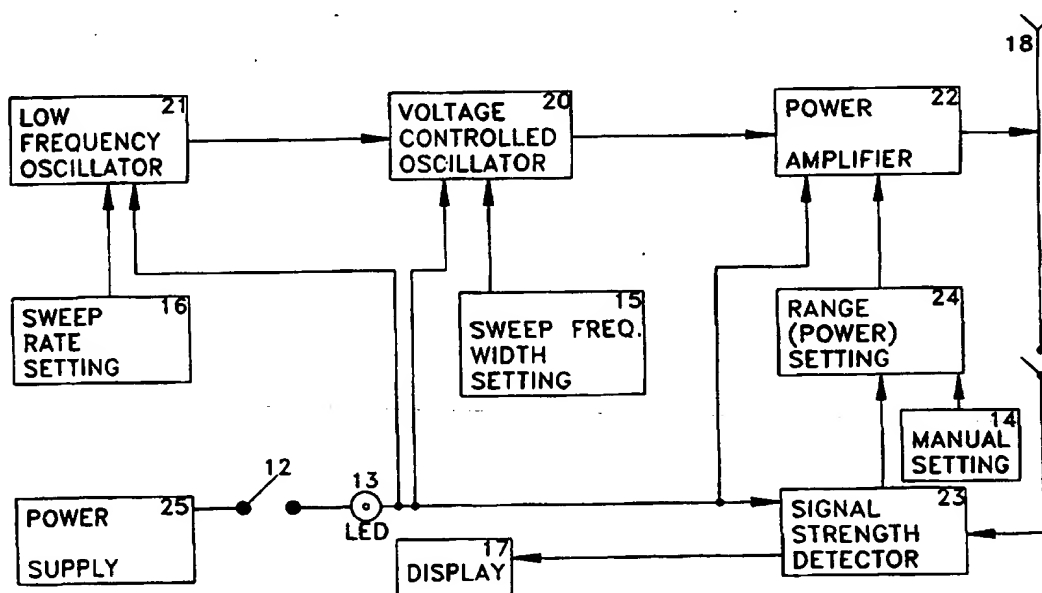 18
21
LOW
FREQUENCY
OSCILLATOR
20
VOLTAGE
CONTROLLED
OSCILLATOR
22
POWER
AMPLIFIER
16
SWEEP
RATE
SETTING
15
SWEEP FREQ.
WIDTH
SETTING
24
RANGE
(POWER)
SETTING
14
MANUAL
SETTING
25
POWER
SUPPLY
12
13
LED
17
DISPLAY
23
SIGNAL
STRENGTH
DETECTOR